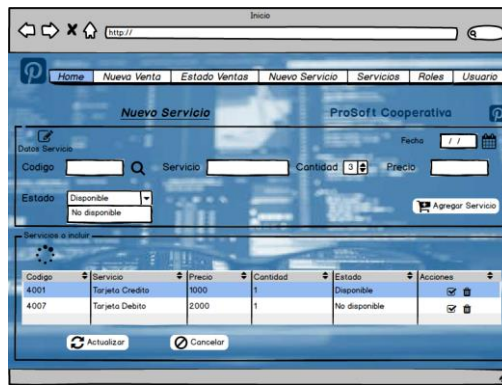 Inicio
http://
Home Nueva Venta Estado Ventas Nuevo Servicio Servicios Roles Usuario
Nuevo Servicio ProSoft Cooperativa
Datos Servicio
Fecha / /
Codigo Servicio Cantidad 3 Precio
Estado Disponible
No disponible
Agregar Servicio
Servicios a incluir
Codigo Servicio Precio Cantidad Estado Acciones
4001 Tarjeta Credito 1000 1 Disponible
4007 Tarjeta Debito 2000 1 No disponible
Actualizar Cancelar